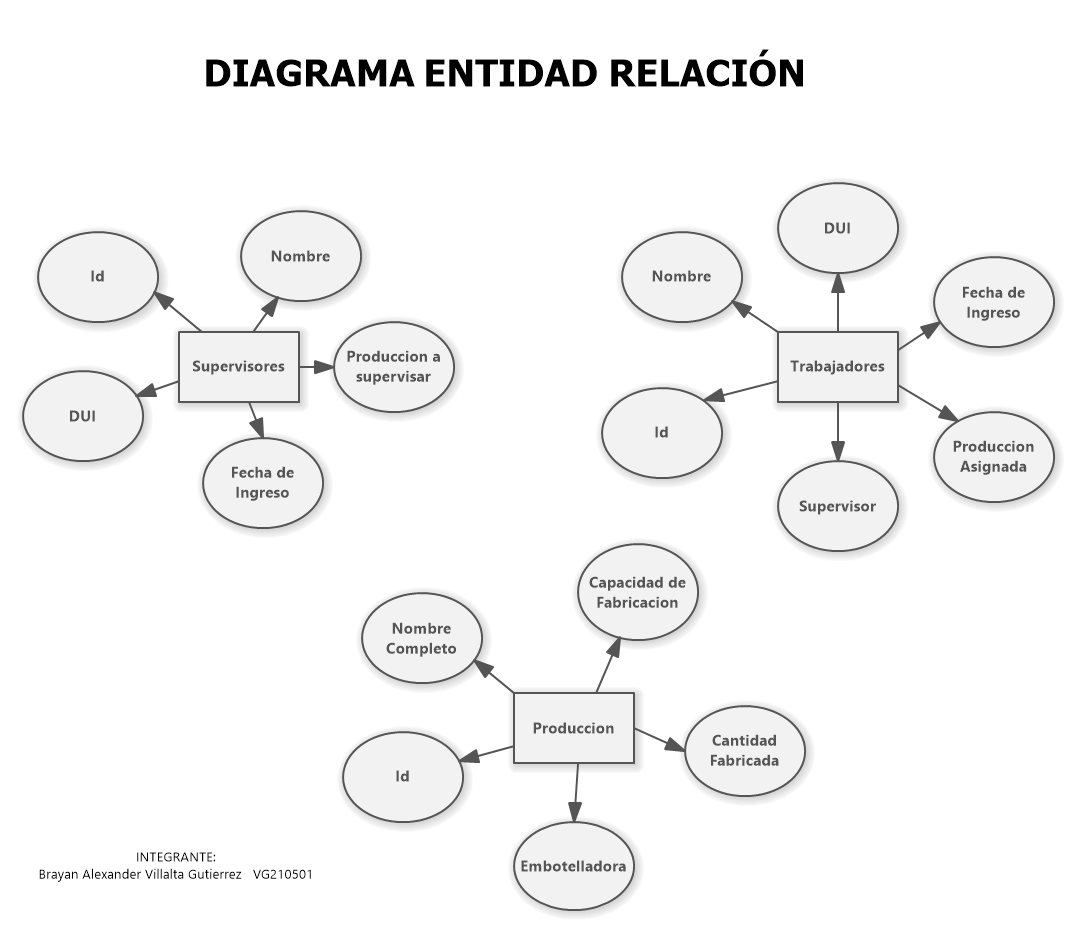 DIAGRAMA ENTIDAD RELACIÓN
Id
Nombre
Supervisores
Produccion a
supervisar
DUI
Fecha de
Ingreso
DUI
Nombre
Fecha de
Ingreso
Trabajadores
Id
Produccion
Asignada
Supervisor
Capacidad de
Fabricacion
Nombre
Completo
Produccion
Cantidad
Fabricada
Id
Embotelladora
INTEGRANTE:
Brayan Alexander Villalta Gutierrez VG210501